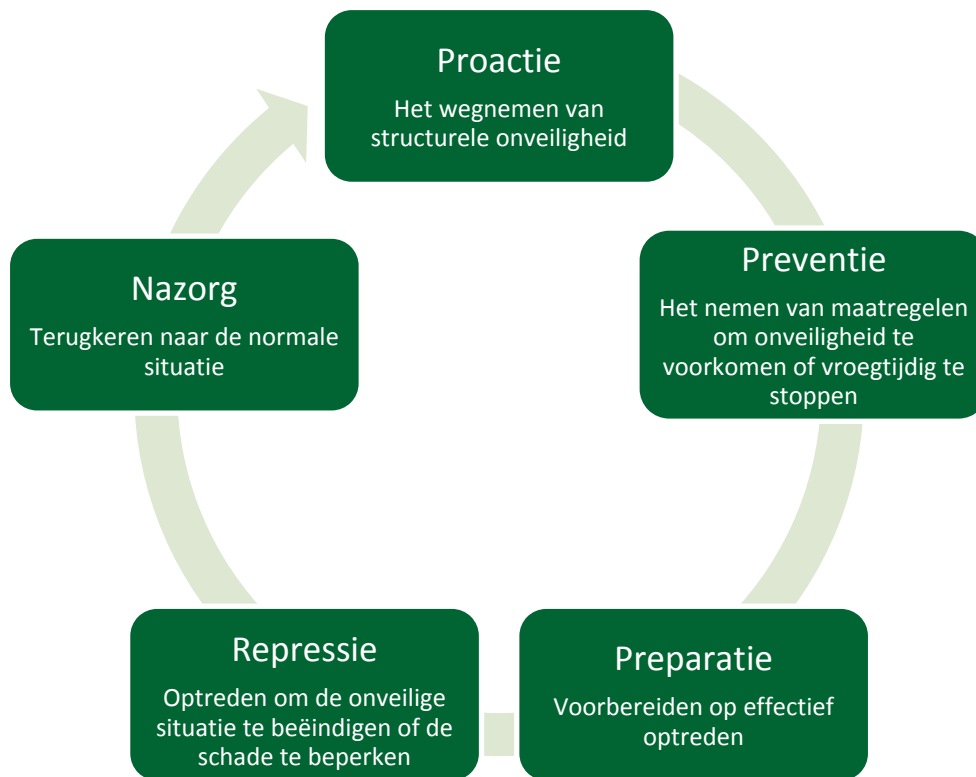 Proactie
Het wegnemen van
structurele onveiligheid
Preventie
Het nemen van maatregelen
om onveiligheid te
voorkomen of vroegtijdig te
stoppen
Preparatie
Voorbereiden op effectief
optreden
Repressie
Optreden om de onveilige
situatie te beëindigen of de
schade te beperken
Nazorg
Terugkeren naar de normale
situatie